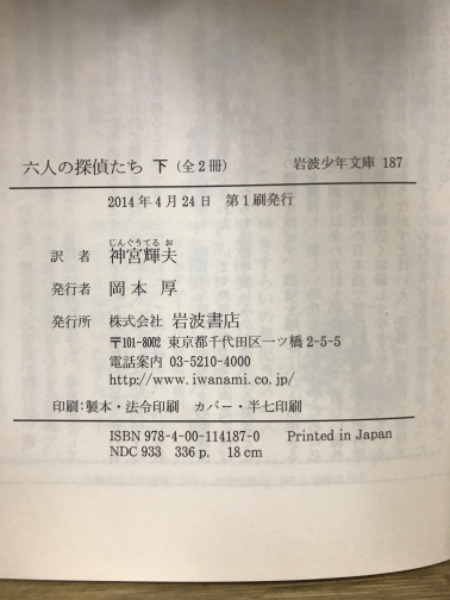 六人の探偵たち 下 (全2冊) 岩波少年文庫 187
2014年4月24日 第1刷発行
じんぐうてる お
訳 者 神宮輝夫
発行者 岡本 厚
発行所 株式会社 岩波書店
〒101-8002 東京都千代田区一ツ橋 2-5-5
電話案内 03-5210-4000
http://www.iwanami.co.jp/
印刷:製本・法令印刷 カバー・半七印刷
ISBN 978-4-00-114187-0 Printed in Japan
NDC 933 336 p. 18 cm